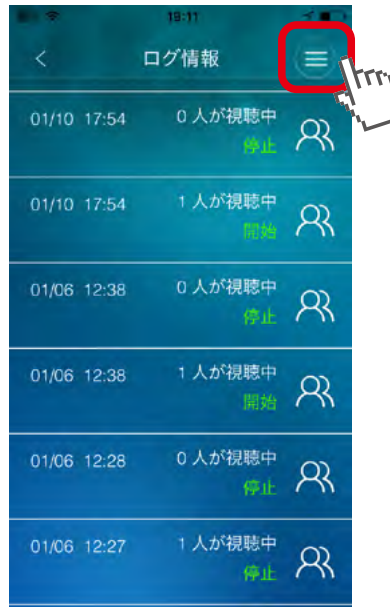 19:11
ログ情報
01/10 17:54 0 人が視聴中
停止
01/10 17:54 1 人が視聴中
開始
01/06 12:38 0 人が視聴中
停止
01/06 12:38 1 人が視聴中
開始
01/06 12:28 0 人が視聴中
停止
01/06 12:27 1 人が視聴中
停止